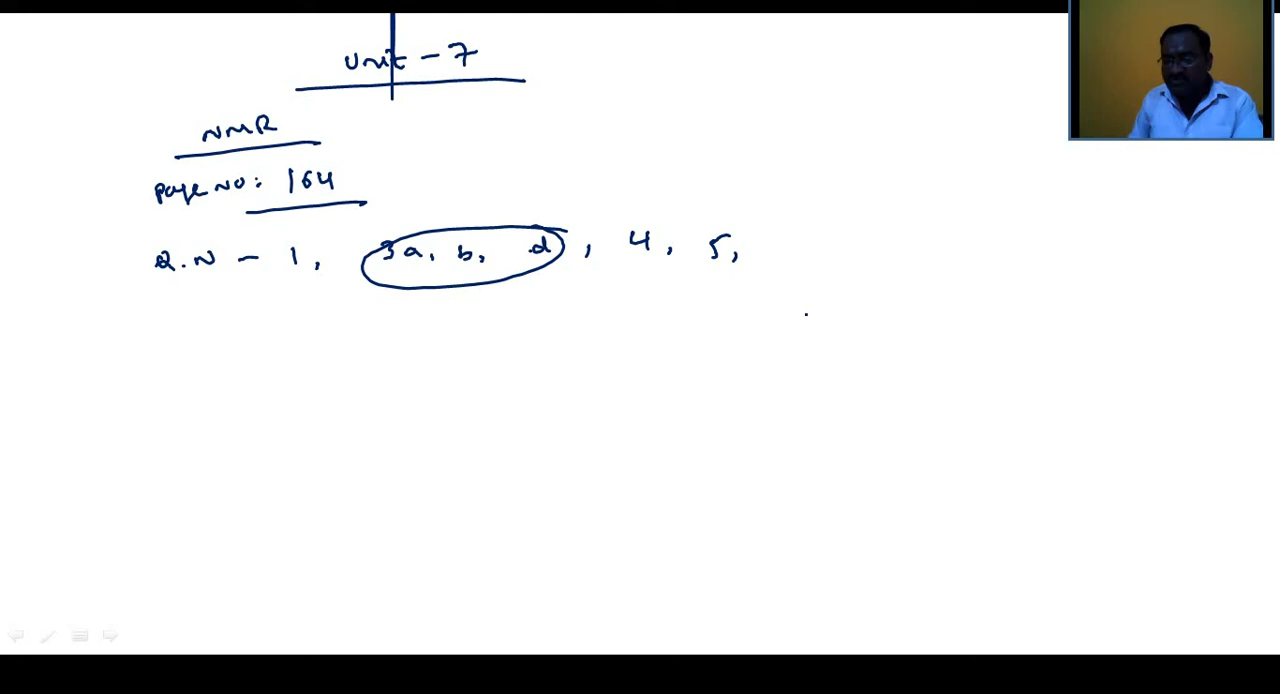 Unit - 7
NMR
Page NO: 164
Q.N - 1, 3a, b, d, 4, 5,